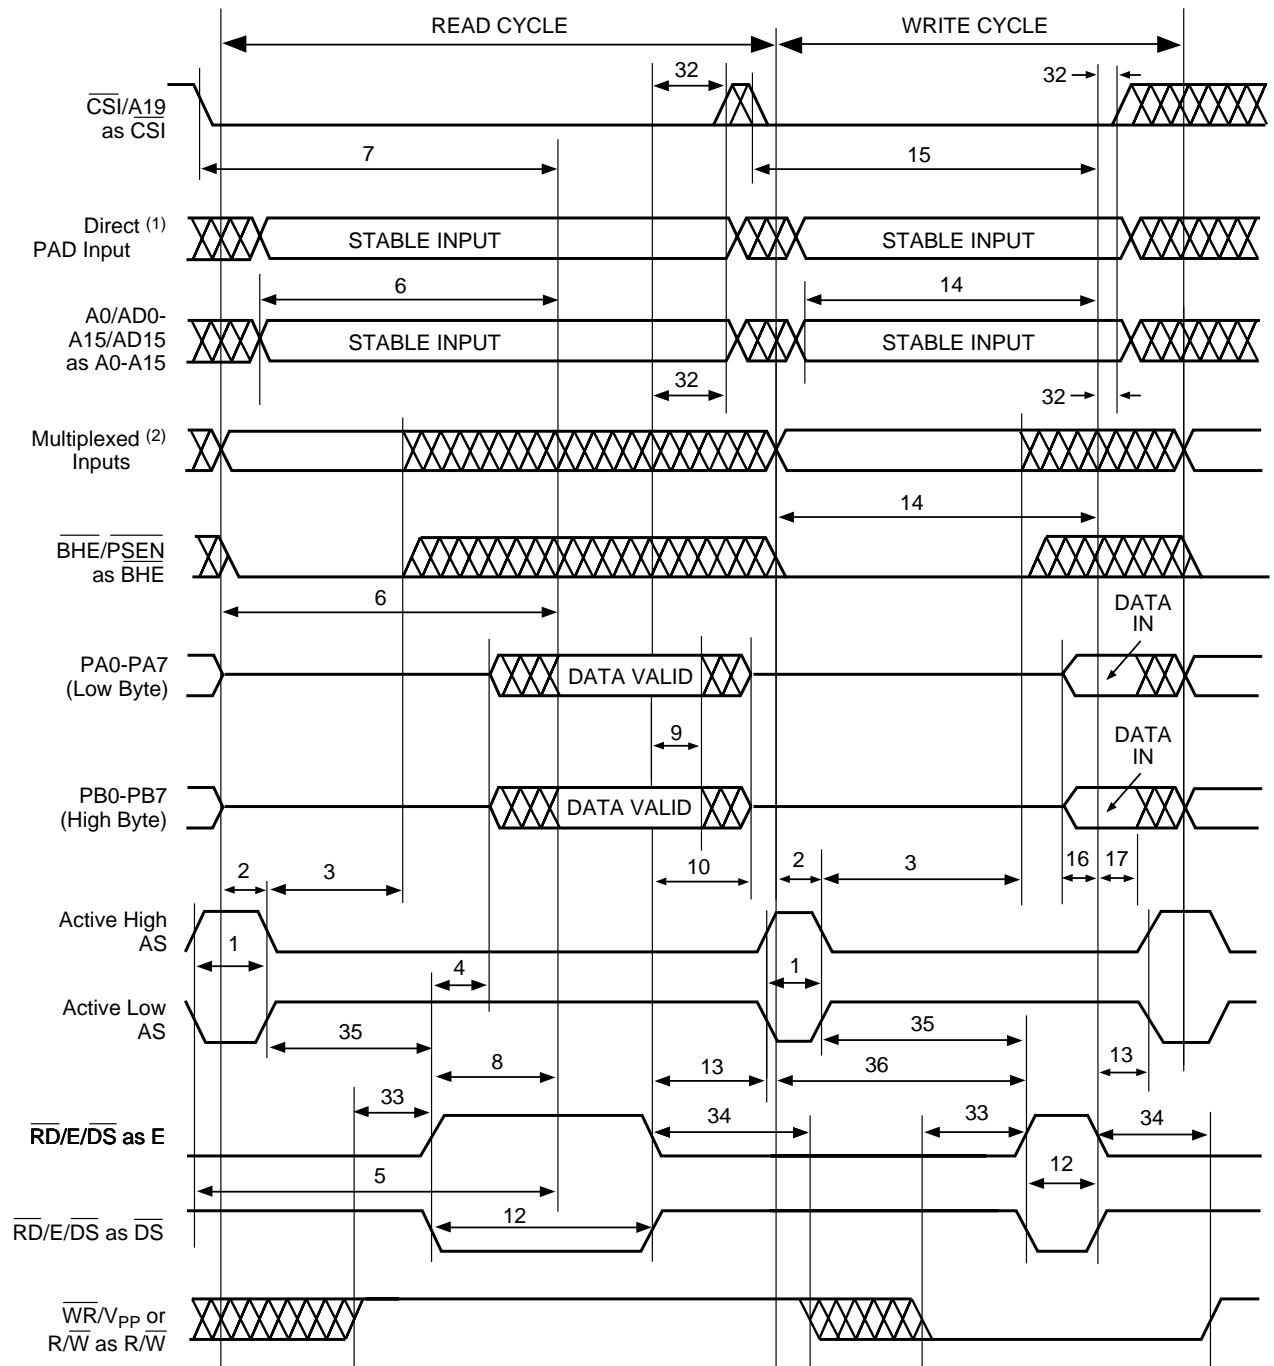 READ CYCLE
WRITE CYCLE
32
32
CSI/A19
as CSI
7
15
Direct (1)
PAD Input
STABLE INPUT
STABLE INPUT
6
14
A0/AD0-
A15/AD15
as A0-A15
STABLE INPUT
STABLE INPUT
32
32
Multiplexed (2)
Inputs
14
BHE/PSEN
as BHE
6
DATA
IN
PA0-PA7
(Low Byte)
DATA VALID
9
DATA
IN
PB0-PB7
(High Byte)
DATA VALID
2
3
10
2
3
16
17
Active High
AS
1
4
1
Active Low
AS
35
35
8
13
36
13
33
34
33
34
RD/E/DS as E
5
12
12
RD/E/DS as DS
WR/VPP or
R/W as R/W